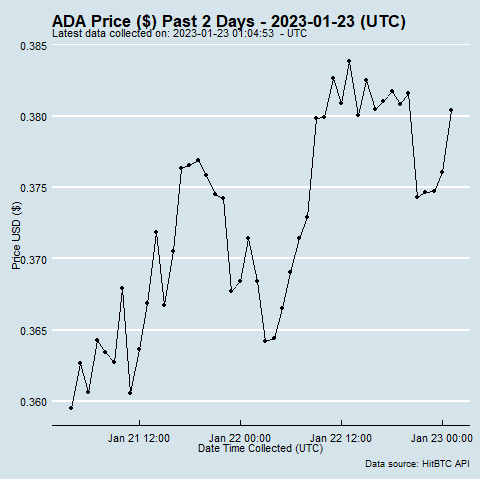 ADA Price ($) Past 2 Days - 2023-01-23 (UTC)
Latest data collected on: 2023-01-23 01:04:53  - UTC
0.385
0.380
0.375
0.370
0.365
0.360
Price USD ($)
Jan 21 12:00
Jan 22 00:00
Jan 22 12:00
Jan 23 00:00
Date Time Collected (UTC)
Data source: HitBTC API